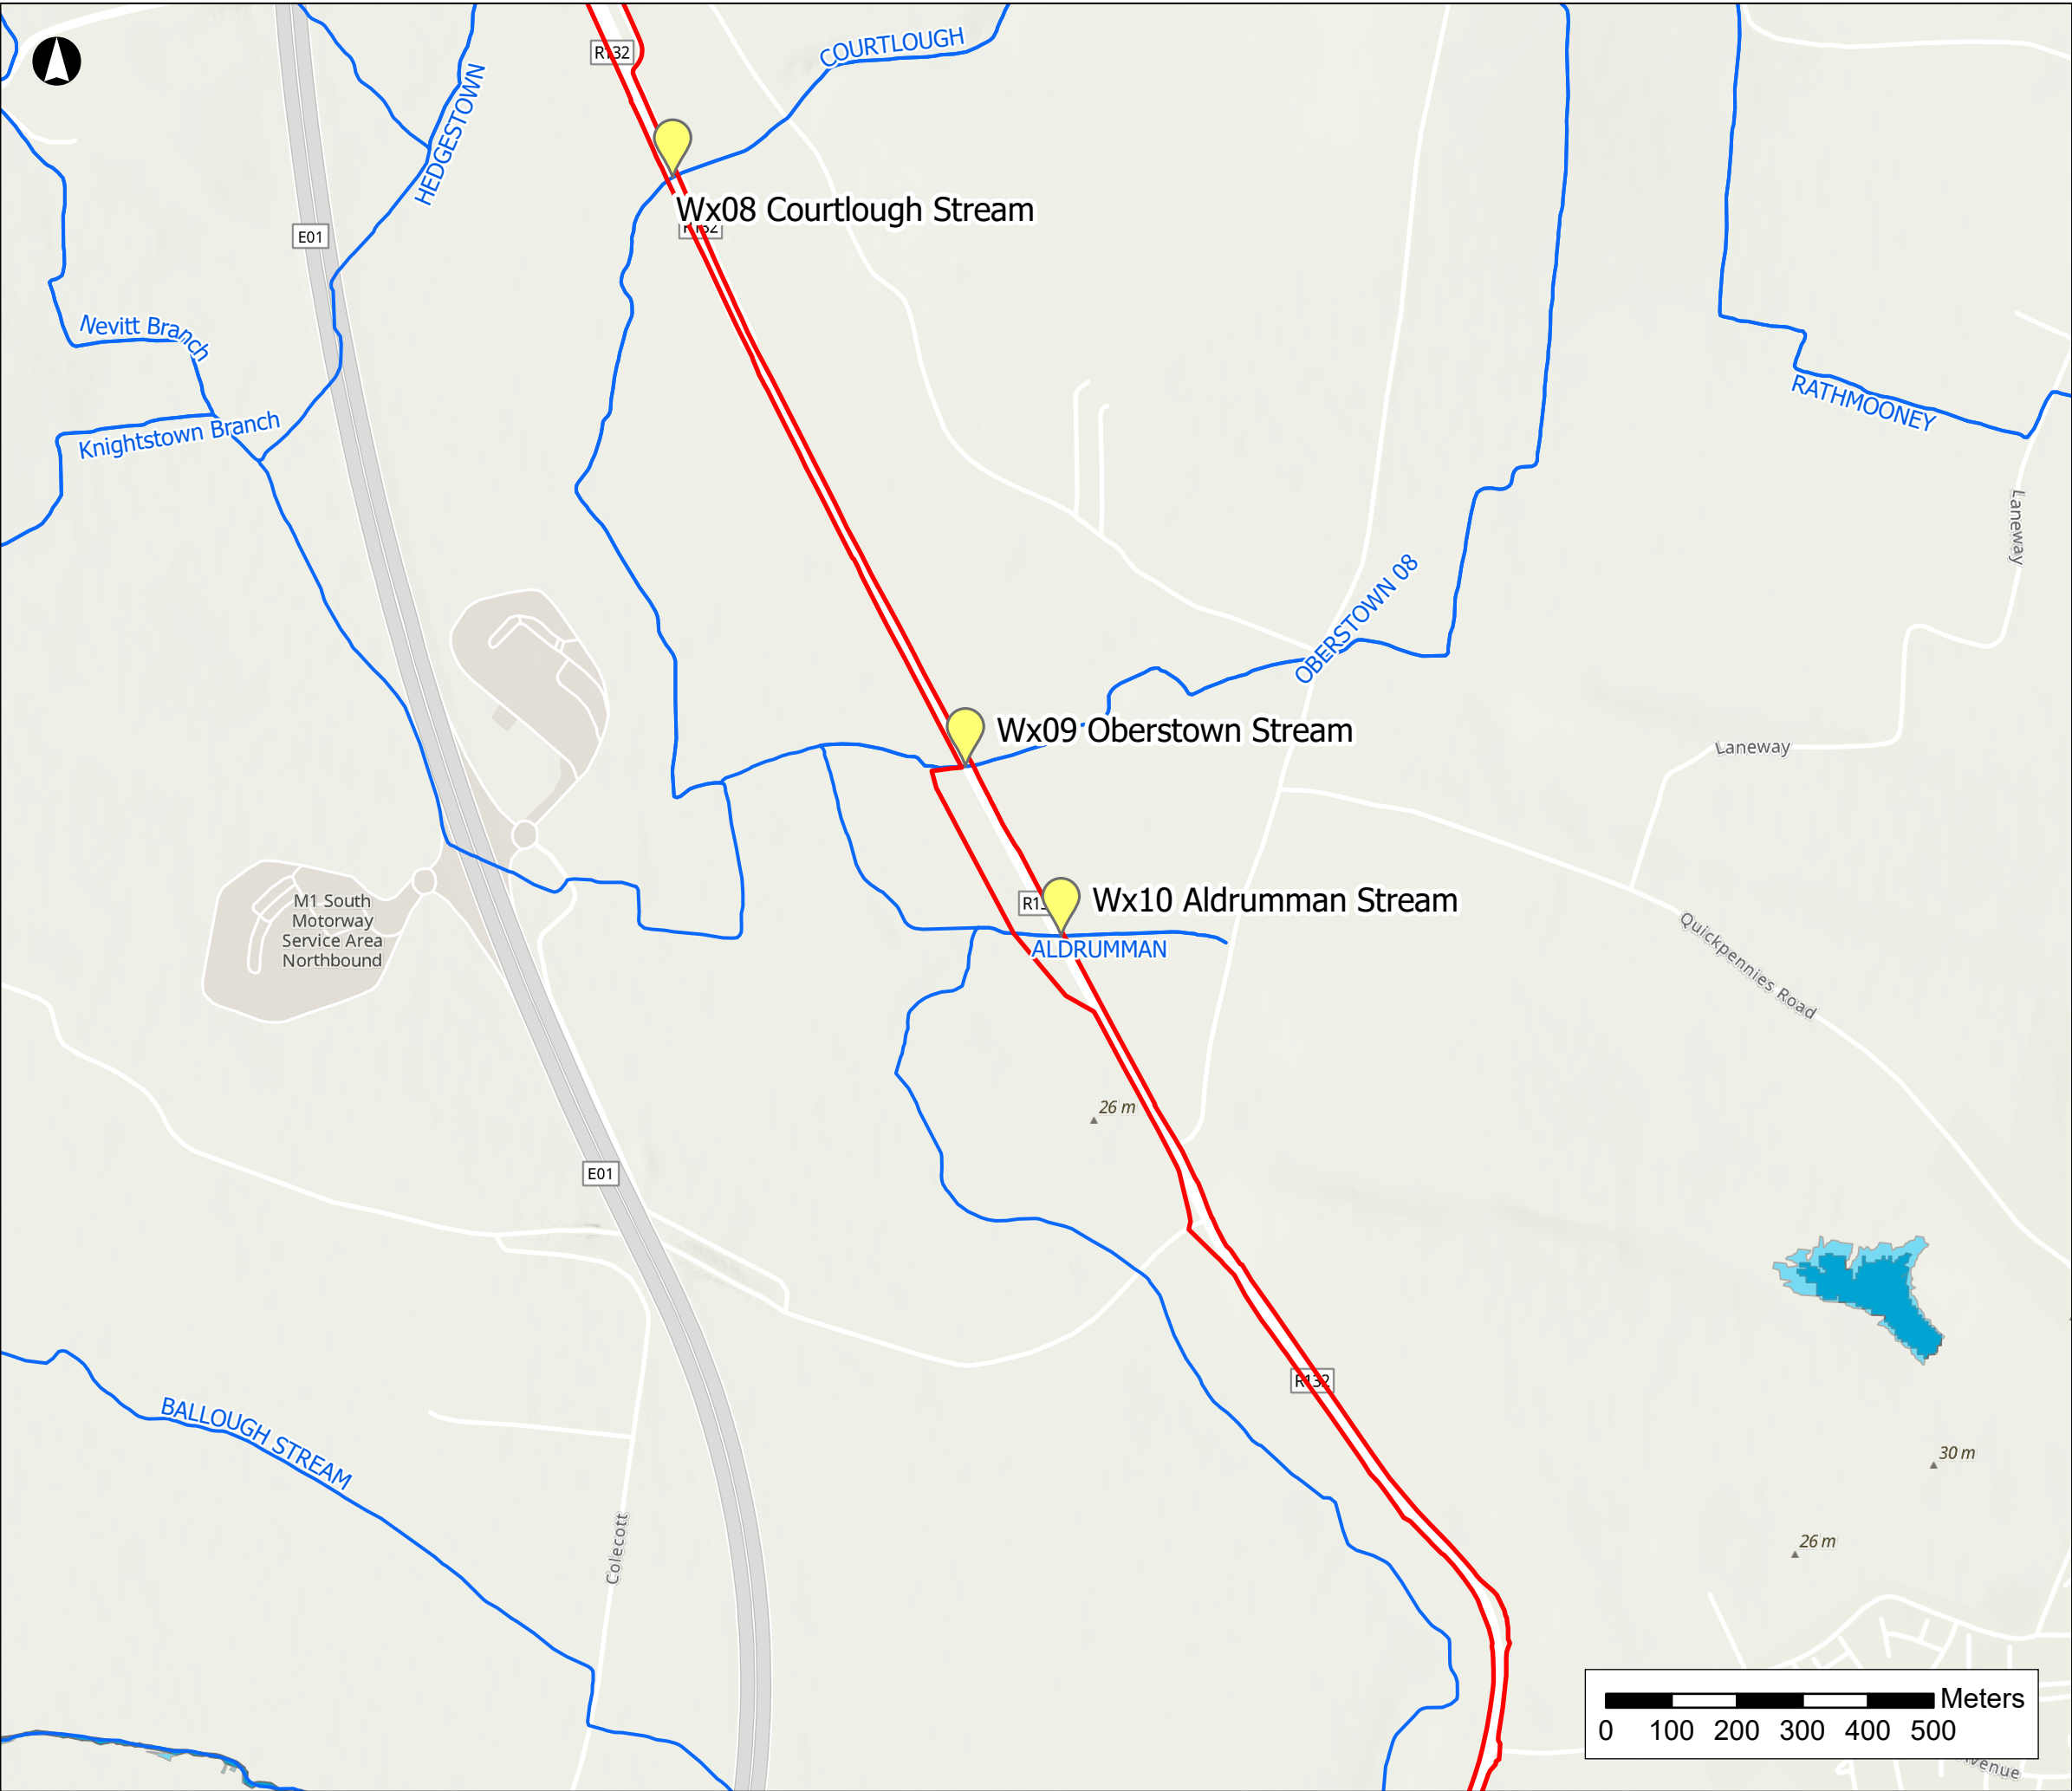 R132
COURTLOUGH
HEDGESTOWN
Wx08 Courtlough Stream
E01
Nevitt Branch
Knightstown Branch
RATHMOONEY
Laneway
OBERSTOWN 08
Wx09 Oberstown Stream
Laneway
M1 South
Motorway
Service Area
Northbound
Wx10 Aldrumman Stream
ALDRUMMAN
Quickpennies Road
26 m
E01
R132
BALLOUGH STREAM
30 m
26 m
Colecott
Meters
0 100 200 300 400 500